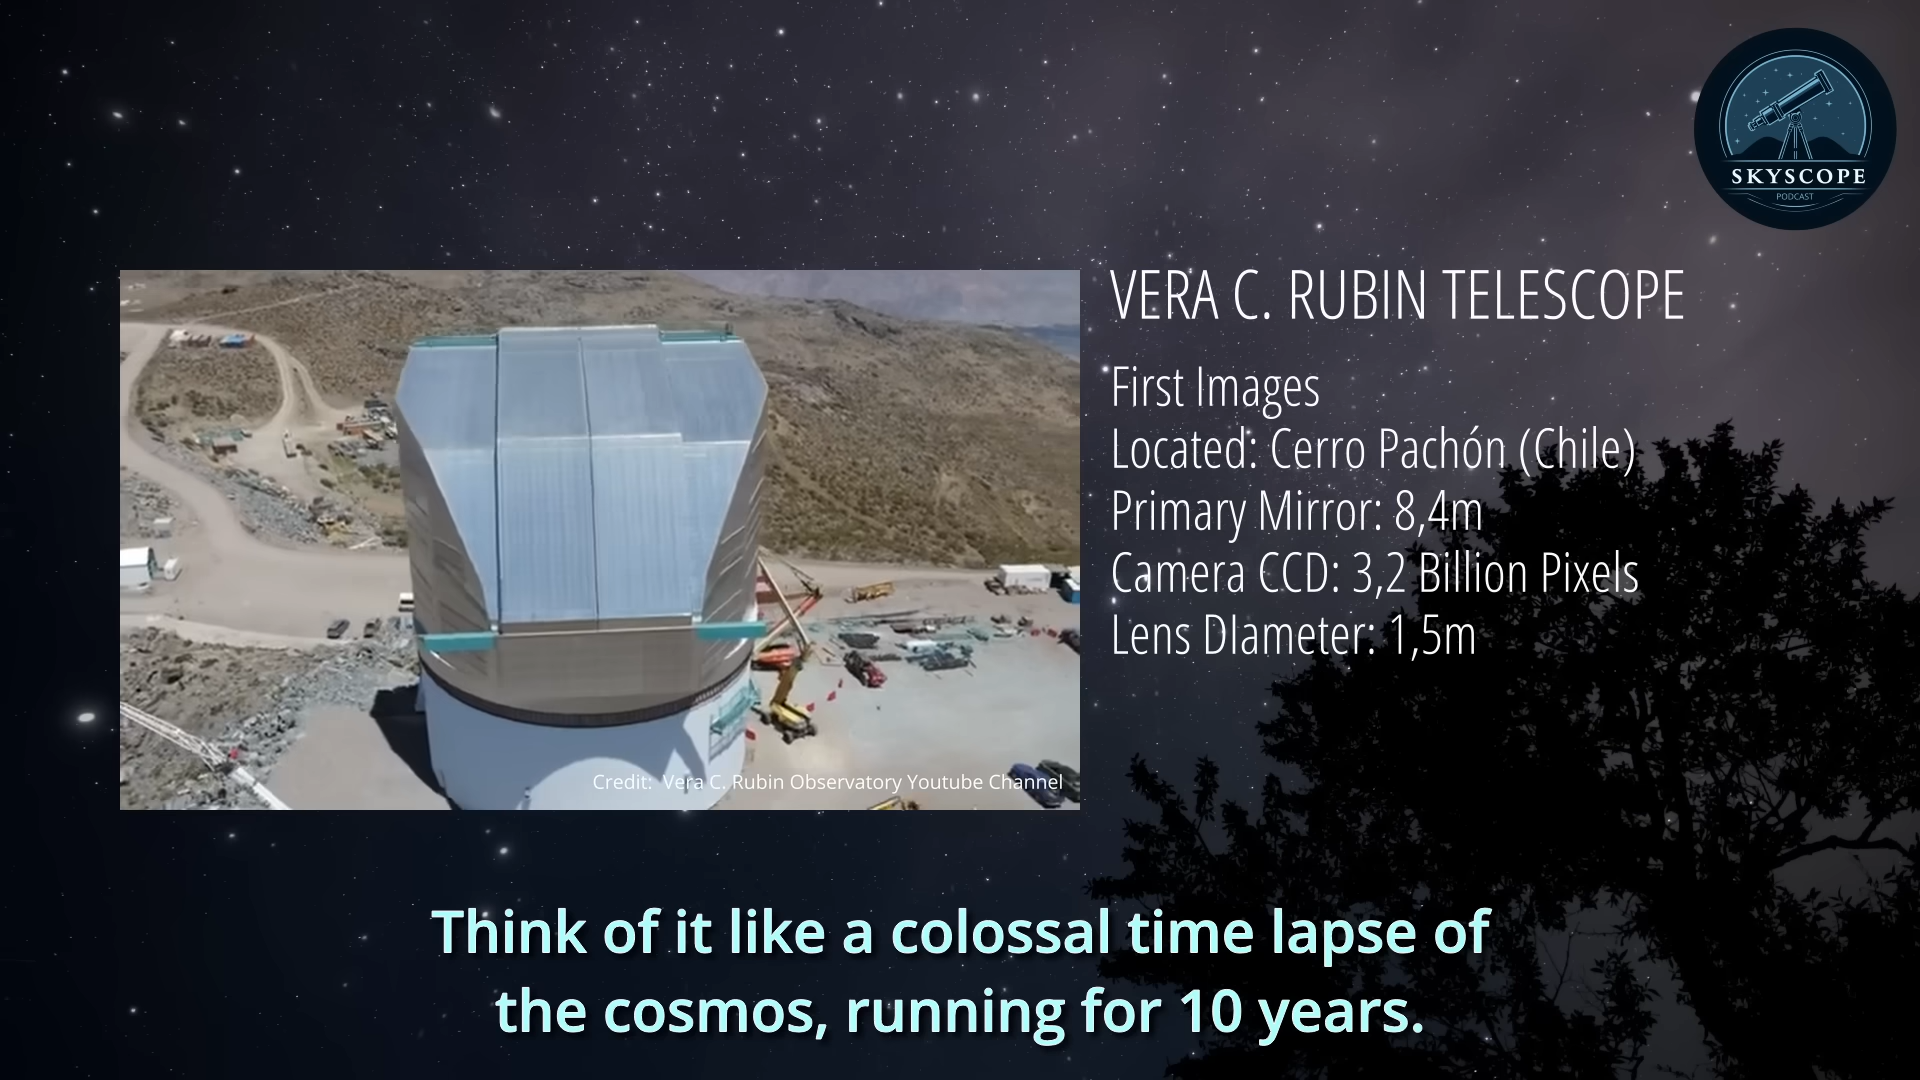 SKYSCOPE
PODCAST
VERA C. RUBIN TELESCOPE
First Images
Located: Cerro Pachón (Chile)
Primary Mirror: 8,4m
Camera CCD: 3,2 Billion Pixels
Lens DIameter: 1,5m
Credit:  Vera C. Rubin Observatory Youtube Channel
Think of it like a colossal time lapse of
the cosmos, running for 10 years.